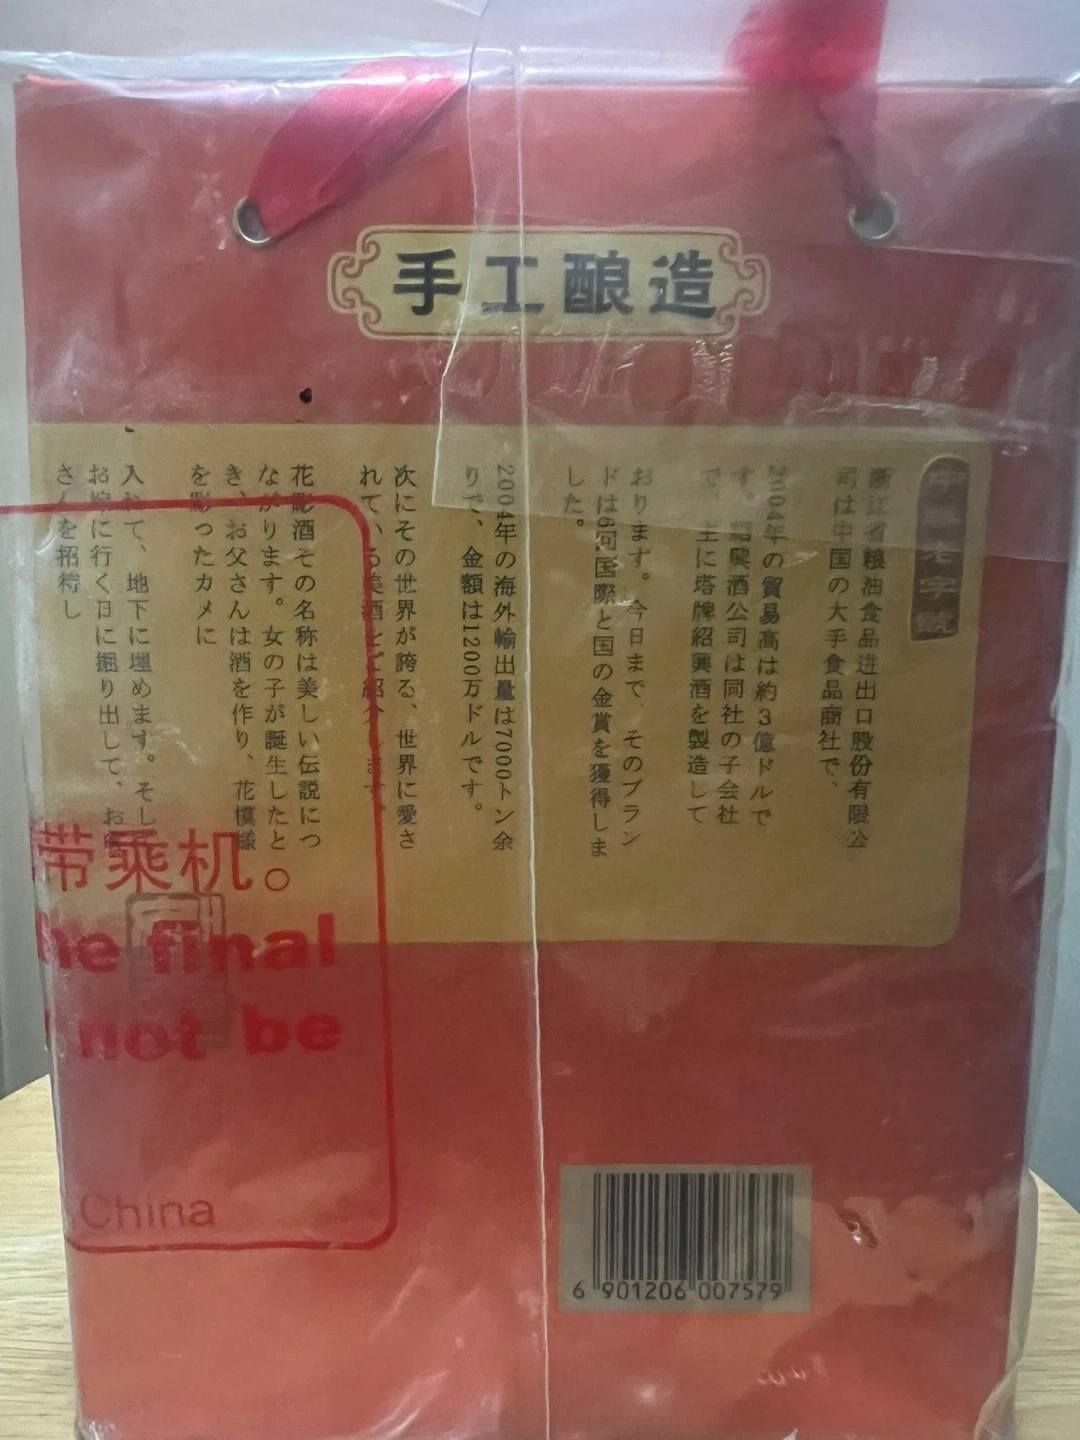 手工酿造
中国老字號
浙江省粮油食品进出口股份有限公
司は中国の大手食品商社で、
2004年の貿易高は約3億ドルで
す。紹興酒公司は同社の子会社
で、主に塔牌紹興酒を製造して
おります。今日まで、そのブラン
ドは6回国際と国の金賞を獲得しま
した。
2004年の海外輸出量は7000トン余
りで、金額は1200万ドルです。
次にその世界が誇る、世界に愛さ
れている美酒をご紹介します。
花彫酒その名称は美しい伝説につ
ながります。女の子が誕生したと
き、お父さんは酒を作り、花模様
を彫ったカメに
入れて、地下に埋めます。そし
お嫁に行く日に掘り出して、お客
さんを招待し
带乘机。
he final
not be
China
6 901206 007579